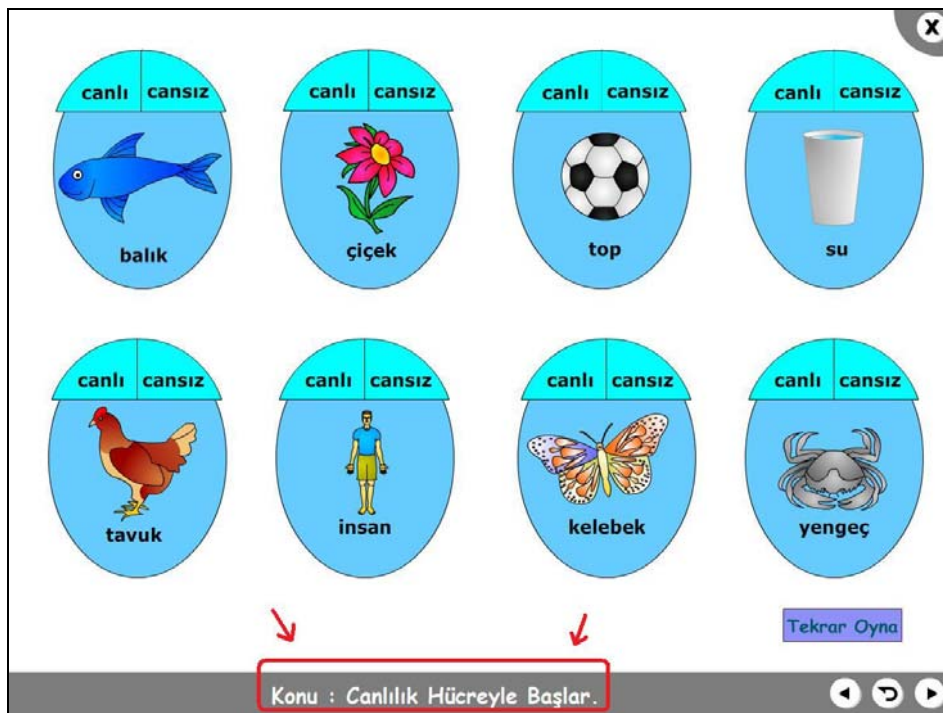 X
canlı cansız canlı cansız canlı cansız canlı cansız
balık çiçek top su
canlı cansız canlı cansız canlı cansız canlı cansız
tavuk insan kelebek yengeç
Tekrar Oyna
Konu : Canlılık Hücreyle Başlar.